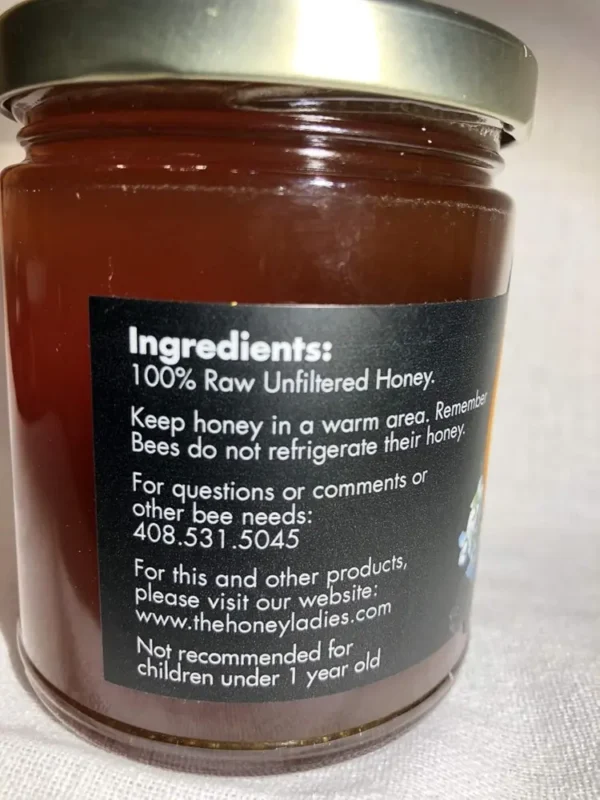 Ingredients:
100% Raw Unfiltered Honey.
Keep honey in a warm area. Remember
Bees do not refrigerate their honey.
For questions or comments or
other bee needs:
408.531.5045
For this and other products,
please visit our website:
www.thehoneyladies.com
Not recommended for
children under 1 year old